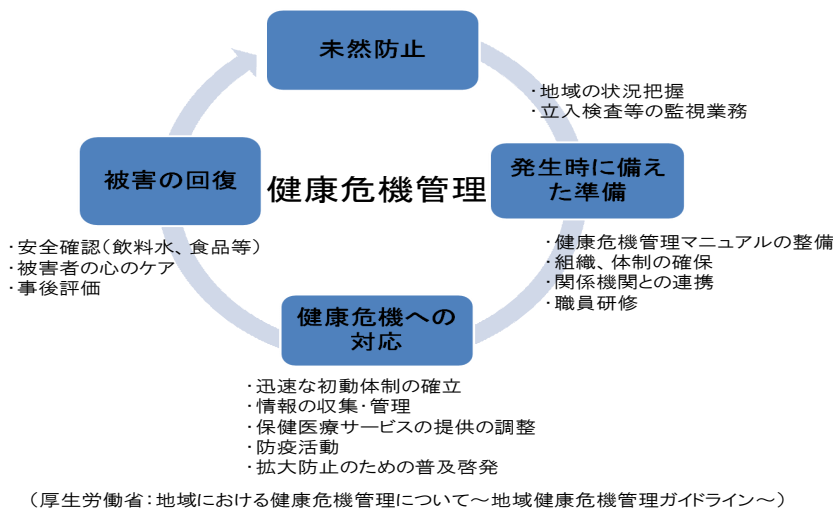 未然防止
・地域の状況把握
・立入検査等の監視業務
発生時に備え
た準備
・健康危機管理マニュアルの整備
・組織、体制の確保
・関係機関との連携
・職員研修
健康危機管理
健康危機への
対応
・迅速な初動体制の確立
・情報の収集・管理
・保健医療サービスの提供の調整
・防疫活動
・拡大防止のための普及啓発
被害の回復
・安全確認（飲料水、食品等）
・被害者の心のケア
・事後評価
（厚生労働省：地域における健康危機管理について～地域健康危機管理ガイドライン～）